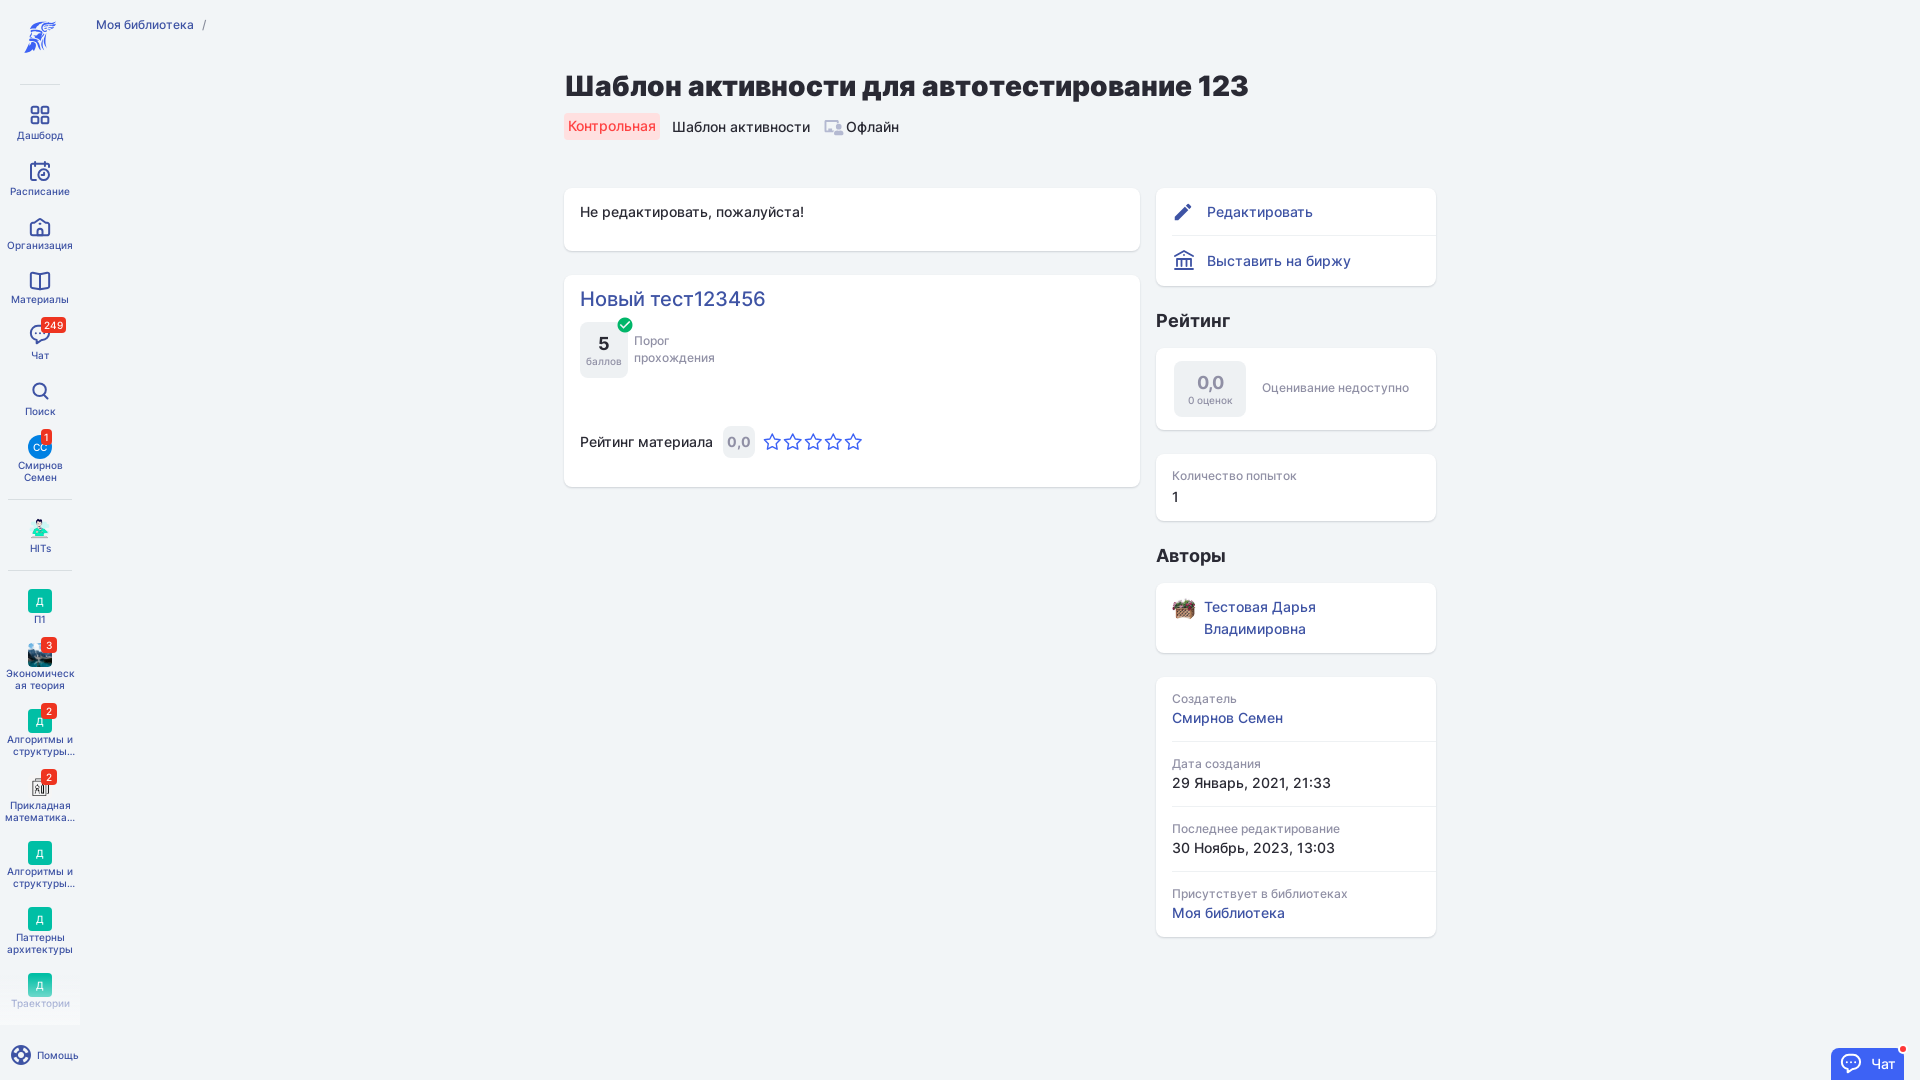 Моя библиотека /
Дашборд
Расписание
Организация
Материалы
249
Чат
Поиск
1
СС
Смирнов
Семен
HITs
Д
П1
3
Экономическ
ая теория
2
Д
Алгоритмы и
структуры...
2
Прикладная
математика...
Д
Алгоритмы и
структуры...
Д
Паттерны
архитектуры
Д
Траектории
Помощь
Шаблон активности для автотестирование 123
Контрольная Шаблон активности Офлайн
Не редактировать, пожалуйста!
Новый тест123456
5
баллов
Порог
прохождения
Рейтинг материала 0,0
Редактировать
Выставить на биржу
Рейтинг
0,0
0 оценок
Оценивание недоступно
Количество попыток
1
Авторы
Тестовая Дарья
Владимировна
Создатель
Смирнов Семен
Дата создания
29 Январь, 2021, 21:33
Последнее редактирование
30 Ноябрь, 2023, 13:03
Присутствует в библиотеках
Моя библиотека
Чат